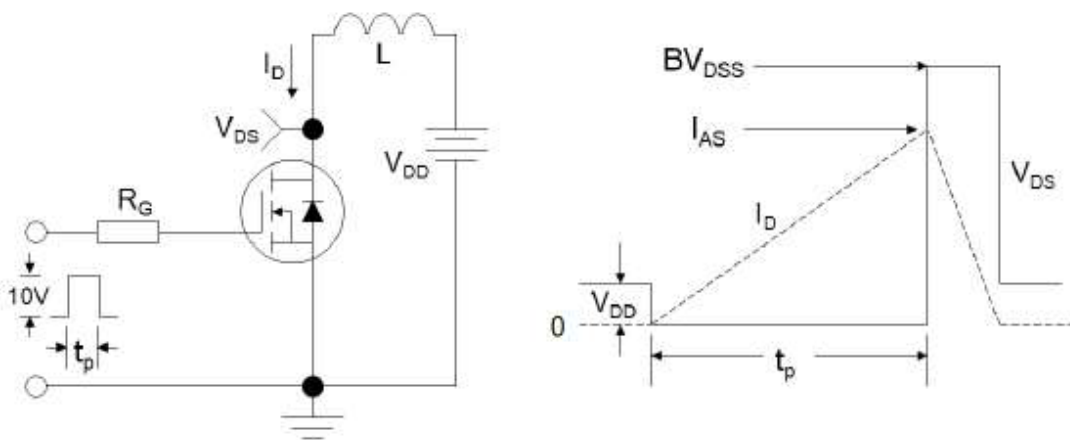 L
I_D
V_DS
V_DD
R_G
10V
t_p
BV_DSS
I_AS
V_DS
I_D
V_DD
0
t_p